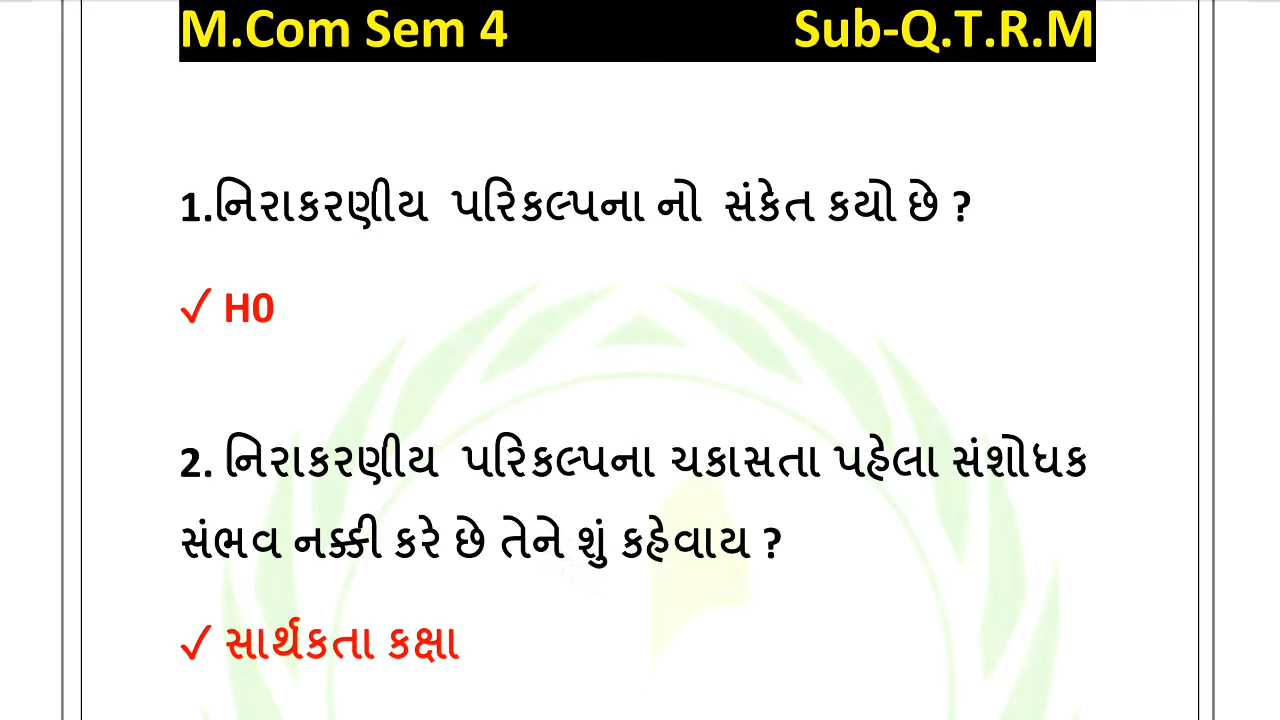 M.Com Sem 4 Sub-Q.T.R.M
1.નિરાકરણીય પરિકલ્પના નો સંકેત કયો છે ?
✓ H0
2. નિરાકરણીય પરિકલ્પના ચકાસતા પહેલા સંશોધક
સંભવ નક્કી કરે છે તેને શું કહેવાય ?
✓ સાર્થકતા કક્ષા